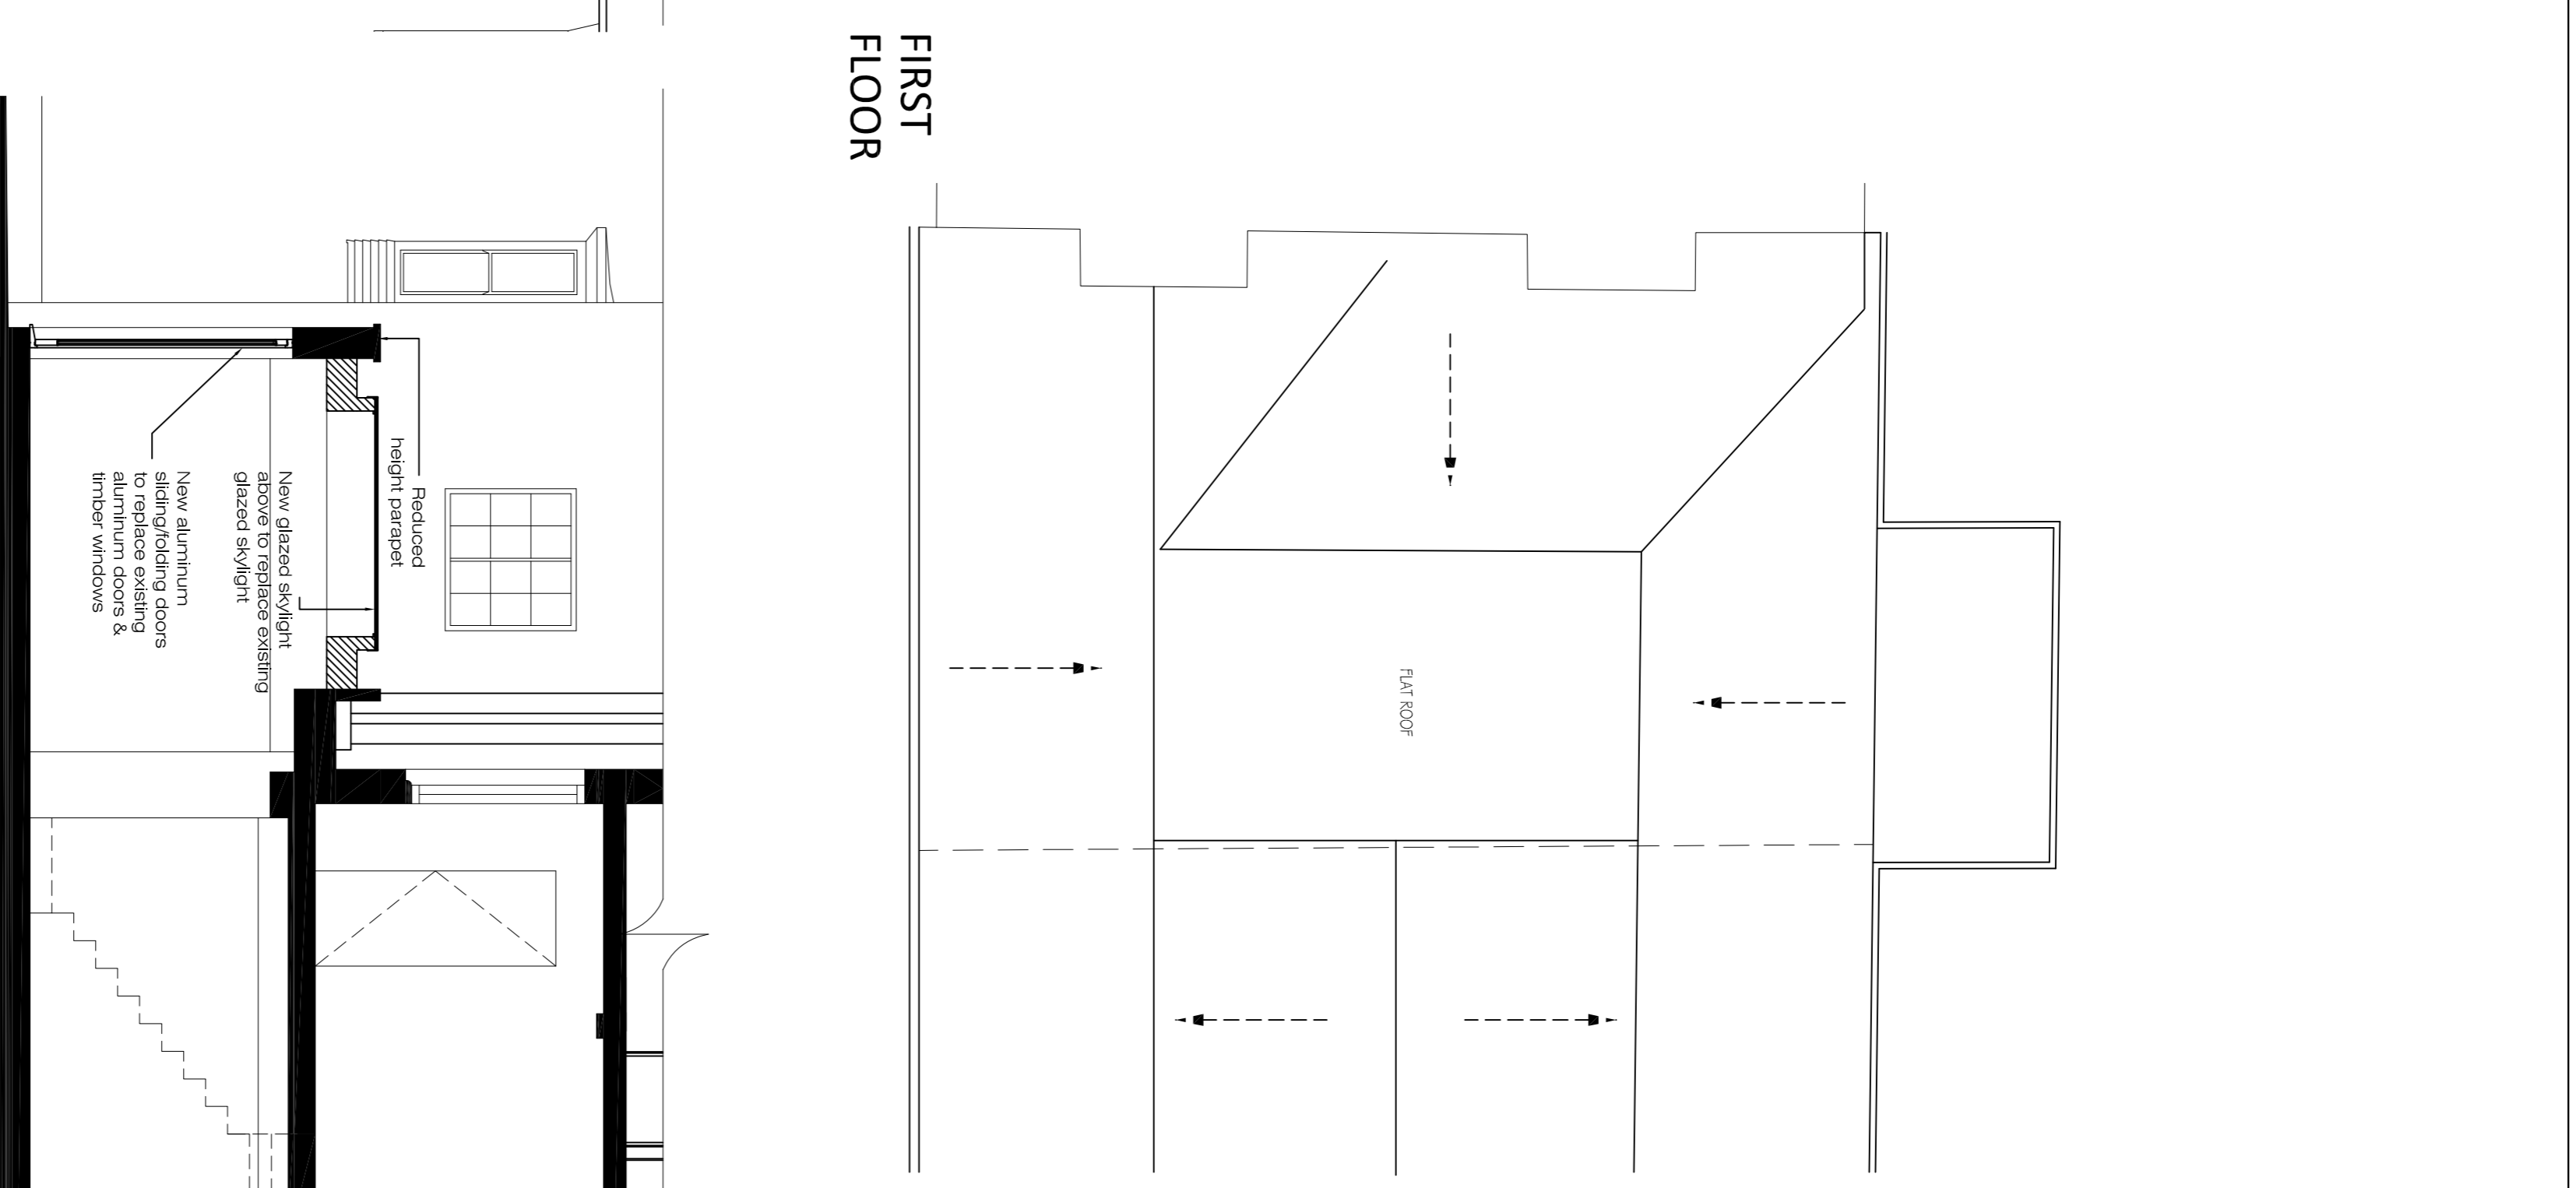 FIRST
FLOOR
FLAT ROOF
Reduced
height parapet
New glazed skylight
above to replace existing
glazed skylight
New aluminum
sliding/folding doors
to replace existing
aluminum doors &
timber windows